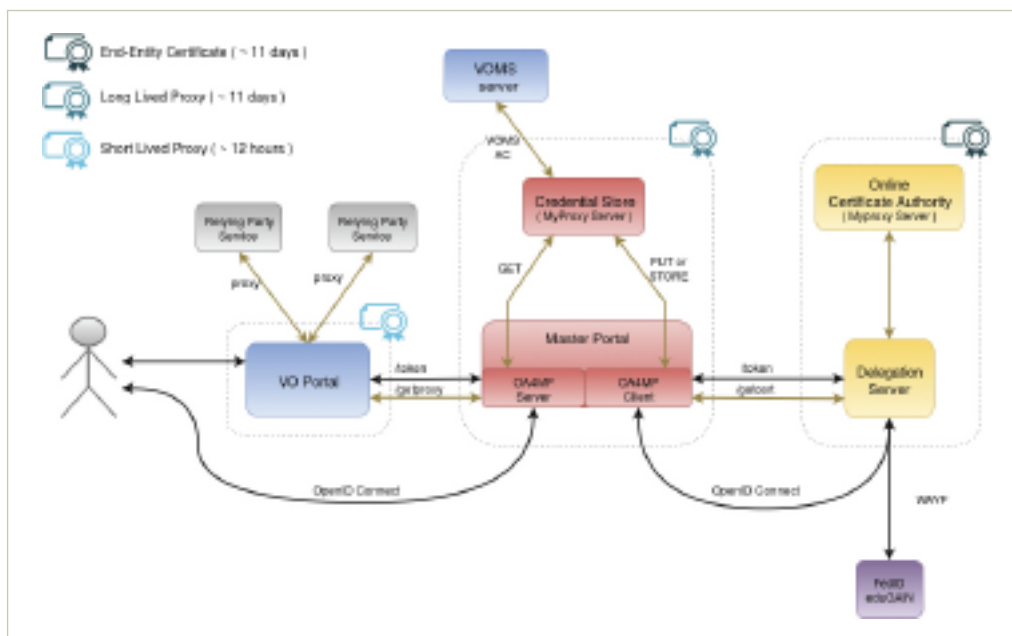 End-Entity Certificate ( ~ 11 days )
Long Lived Proxy ( ~ 11 days )
Short Lived Proxy ( ~ 12 hours )
VOMS
server
VOMS
AC
Credential Store
( MyProxy Server )
Online
Certificate Authority
( Myproxy Server )
Relying Party
Service
Relying Party
Service
proxy
proxy
GET
PUT or
STORE
Master Portal
VO Portal
/token
/getproxy
OA4MP
Server
OA4MP
Client
/token
/getcert
Delegation
Server
OpenID Connect
OpenID Connect
WAYF
FedID
eduGAIN